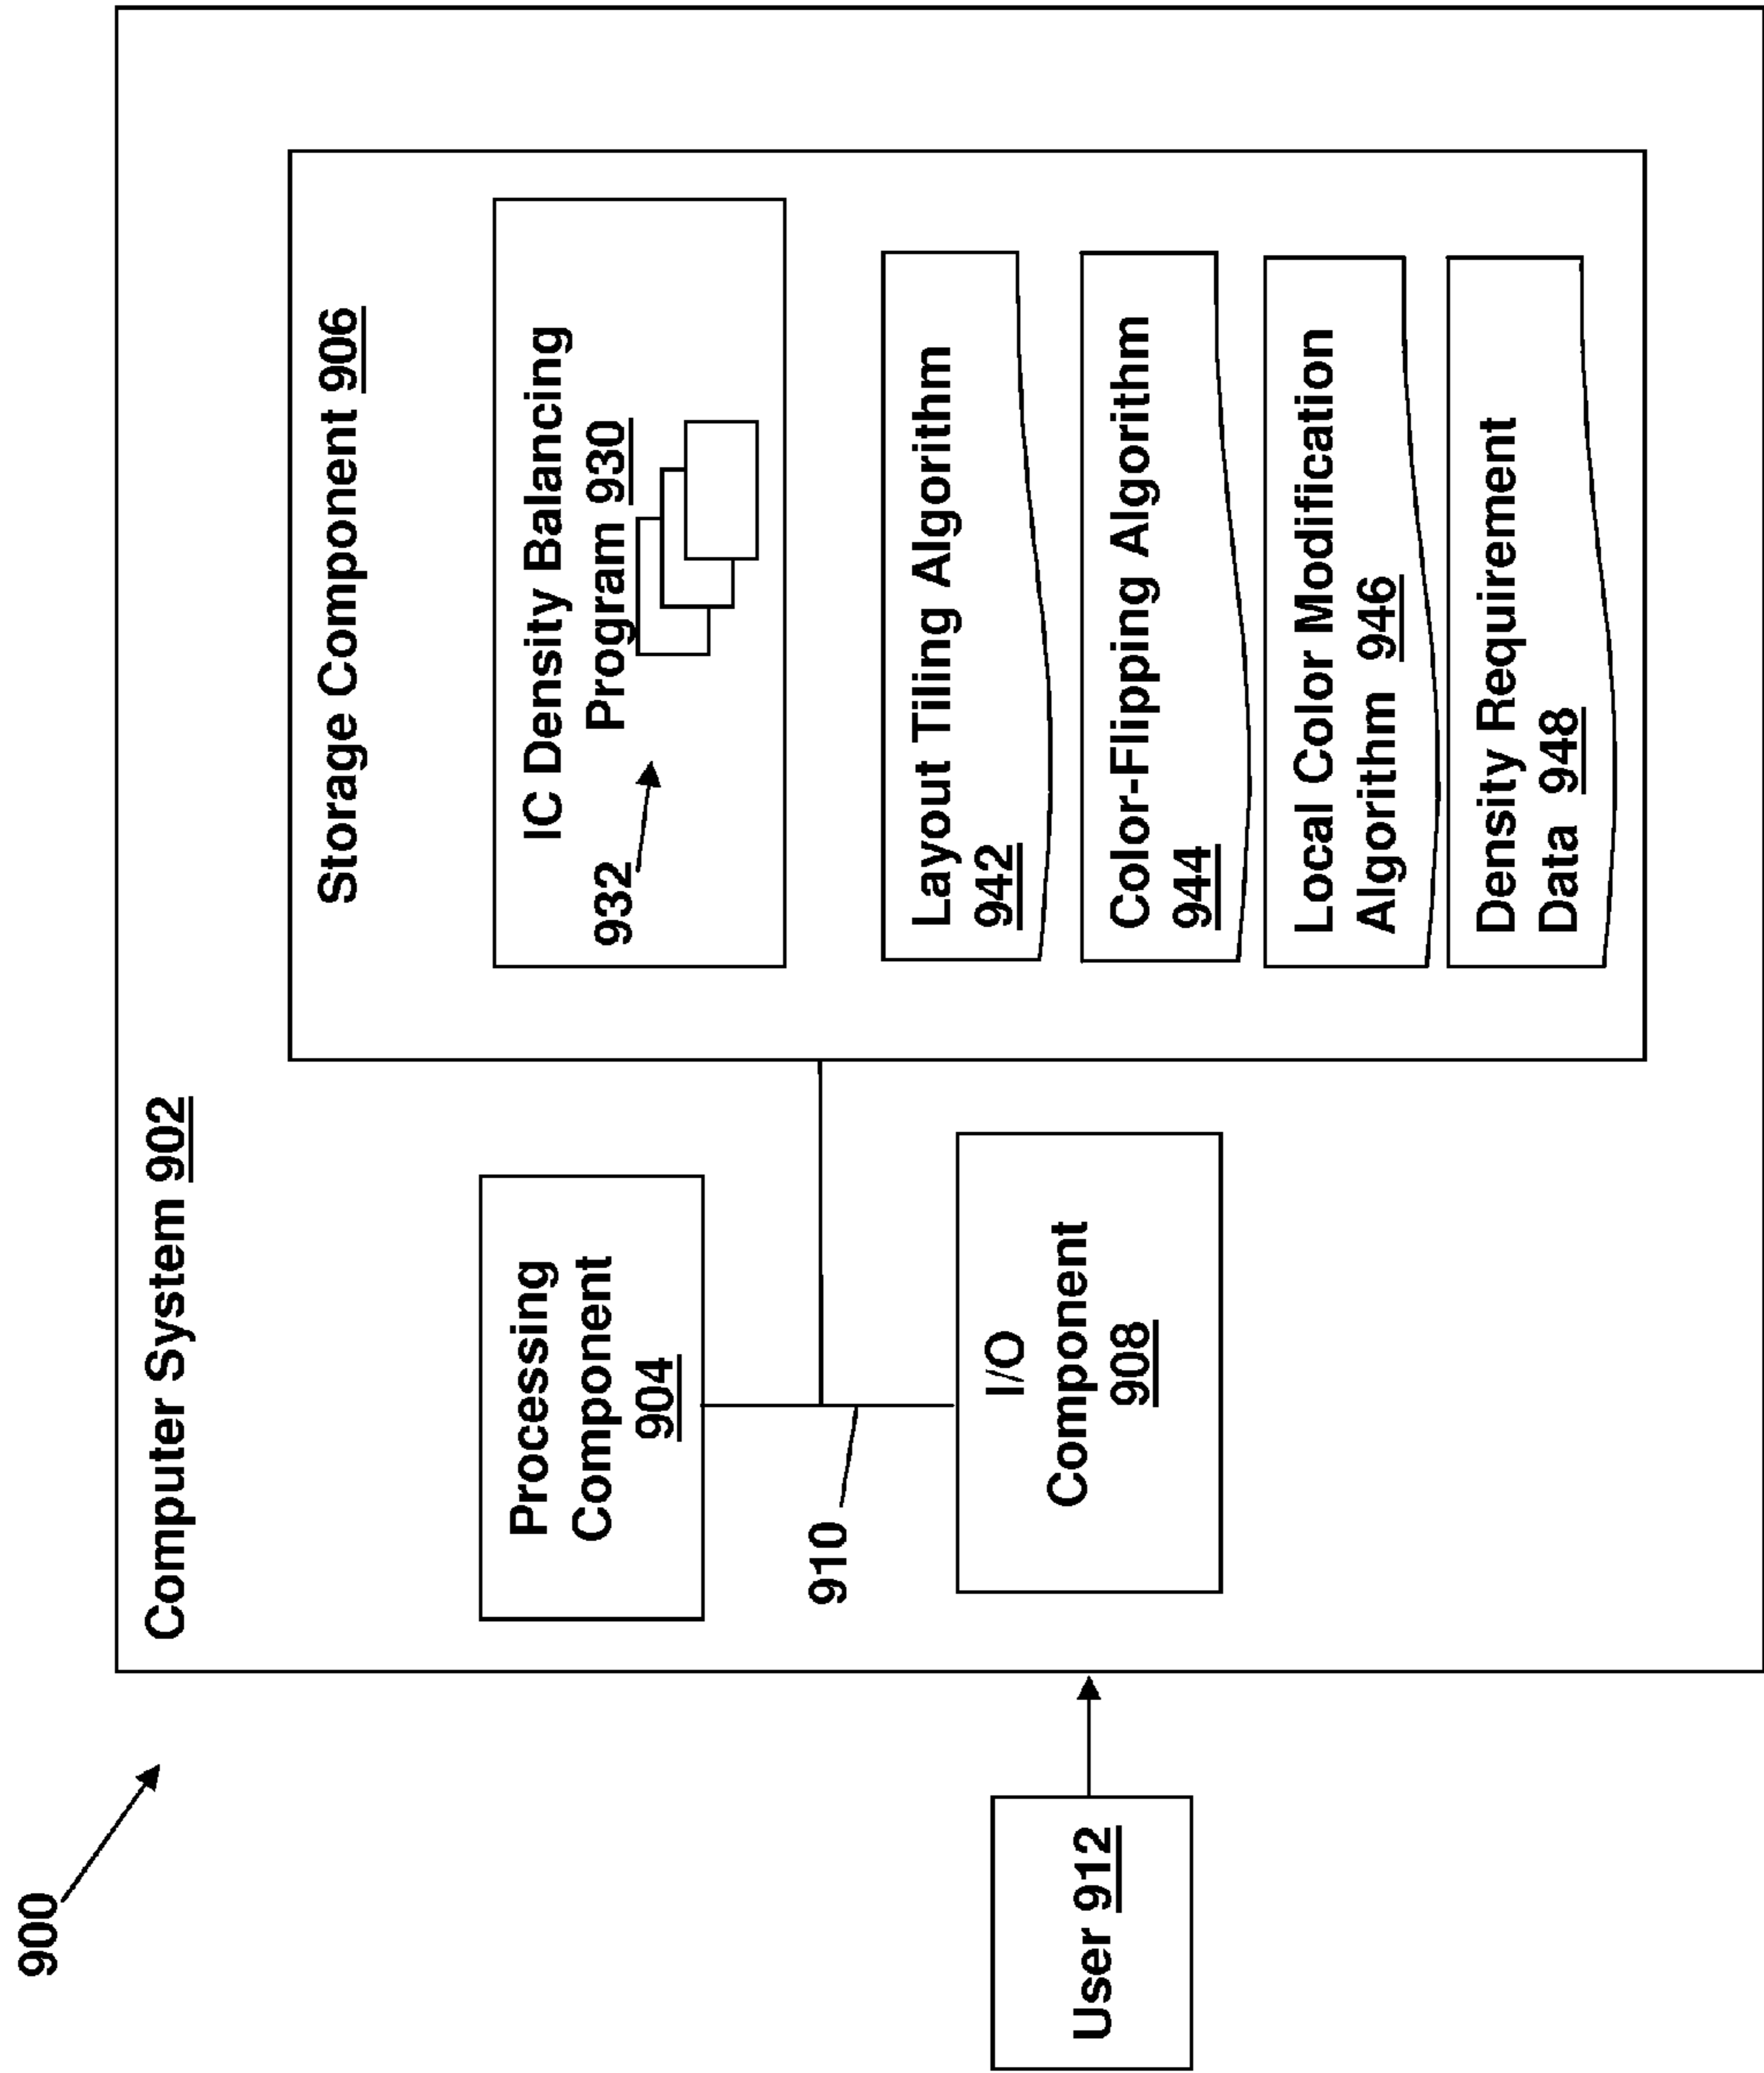 900
Computer System 902
Storage Component 906
Processing
Component
904
IC Density Balancing
Program 930
932
910
I/O
Component
908
Layout Tiling Algorithm
942
Color-Flipping Algorithm
944
Local Color Modification
Algorithm 946
Density Requirement
Data 948
User 912